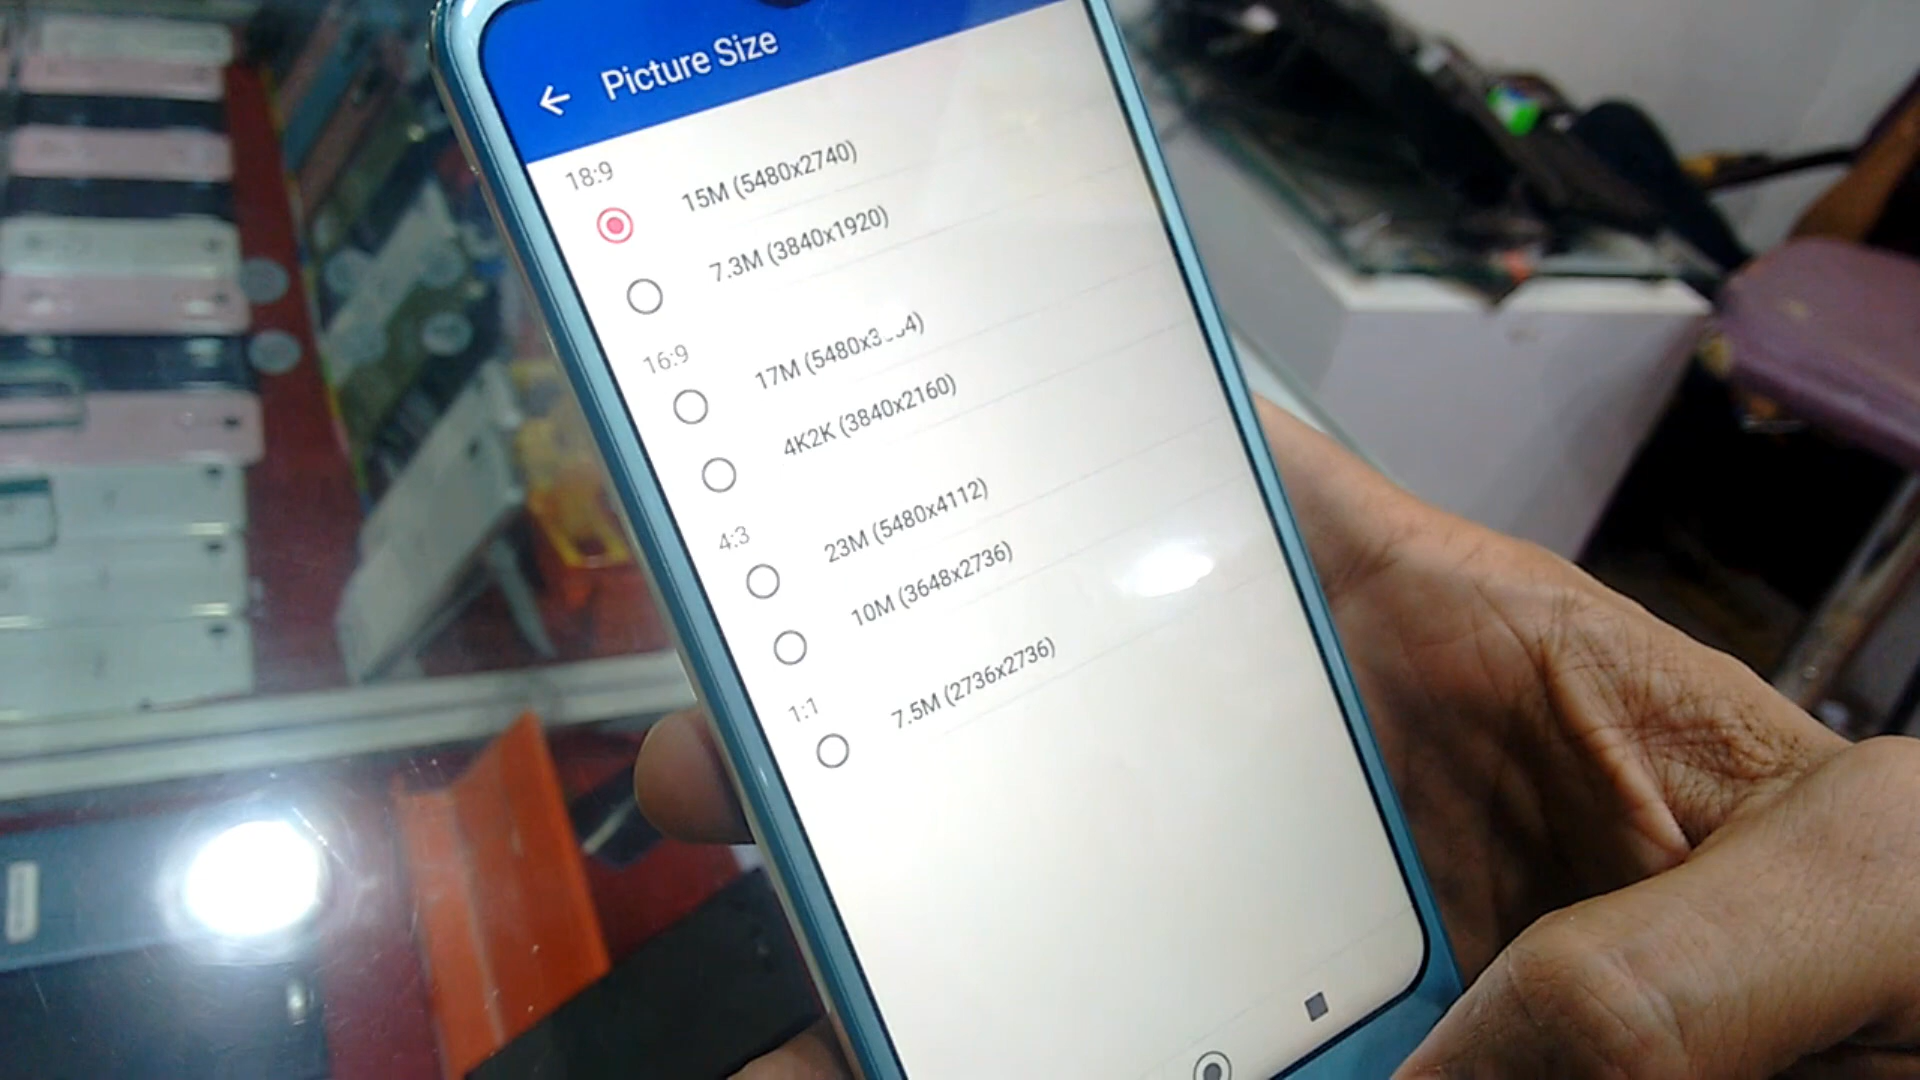 Picture Size
18:9
15M (5480x2740)
7.3M (3840x1920)
16:9
17M
4K2K (3840x2160)
4:3
23M (5480x4112)
10M (3648x2736)
1:1
7.5M (2736x2736)